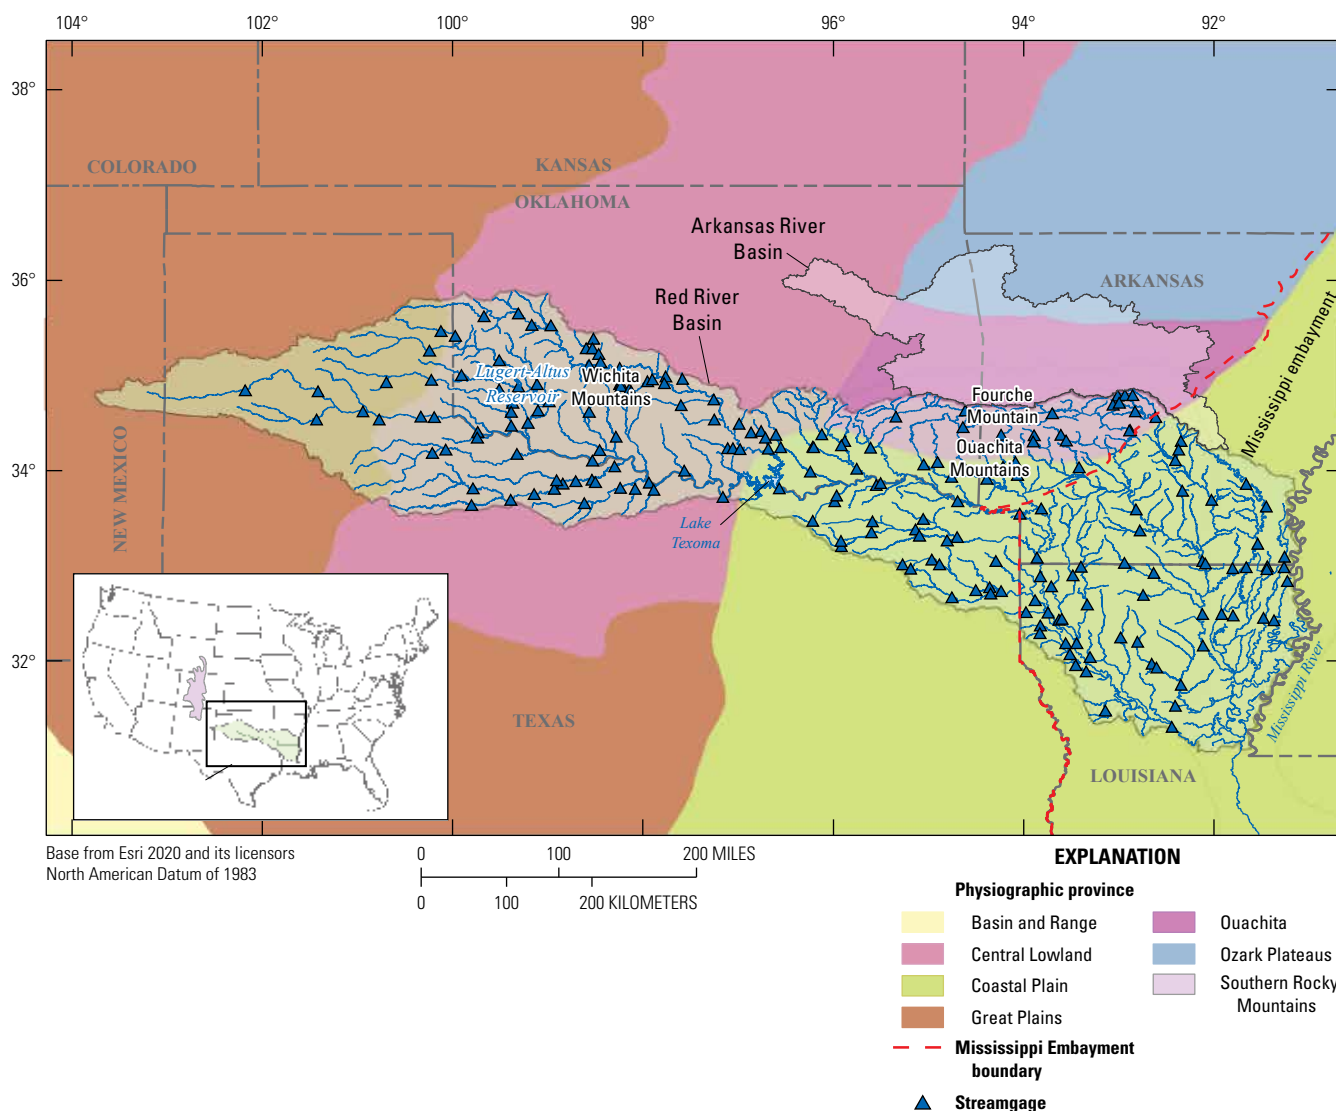 104°
102°
100°
98°
96°
94°
92°
38°
36°
34°
32°
COLORADO
KANSAS
OKLAHOMA
Arkansas River
Basin
ARKANSAS
Red River
Basin
Mississippi embayment
Lugert-Altus
Reservoir
Wichita
Mountains
Fourche
Mountain
Ouachita
Mountains
NEW MEXICO
Lake
Texoma
TEXAS
Mississippi River
LOUISIANA
Base from Esri 2020 and its licensors
North American Datum of 1983
0 100 200 MILES
0 100 200 KILOMETERS
EXPLANATION
Physiographic province
Basin and Range
Central Lowland
Coastal Plain
Great Plains
Ouachita
Ozark Plateaus
Southern Rocky
Mountains
Mississippi Embayment
boundary
Streamgage